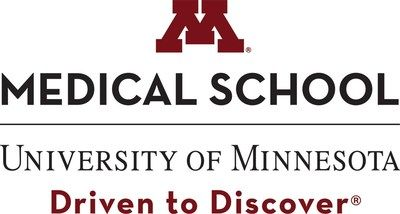 M®
MEDICAL SCHOOL
UNIVERSITY OF MINNESOTA
Driven to Discover®